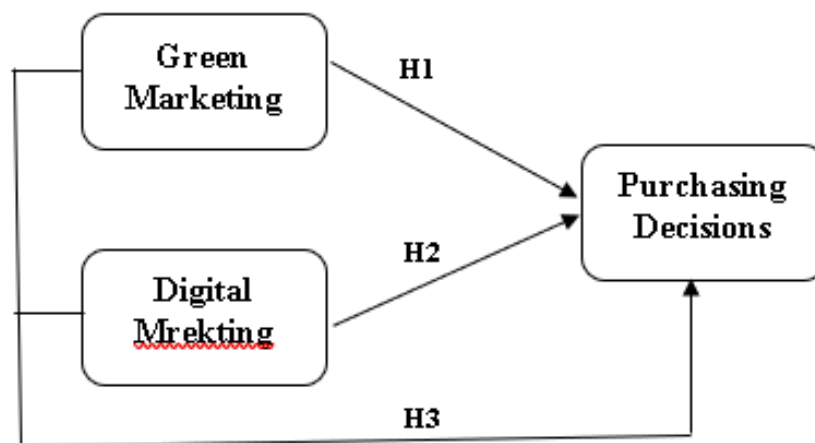 Green
Marketing
H1
Purchasing
Decisions
H2
Digital
Mrekting
H3